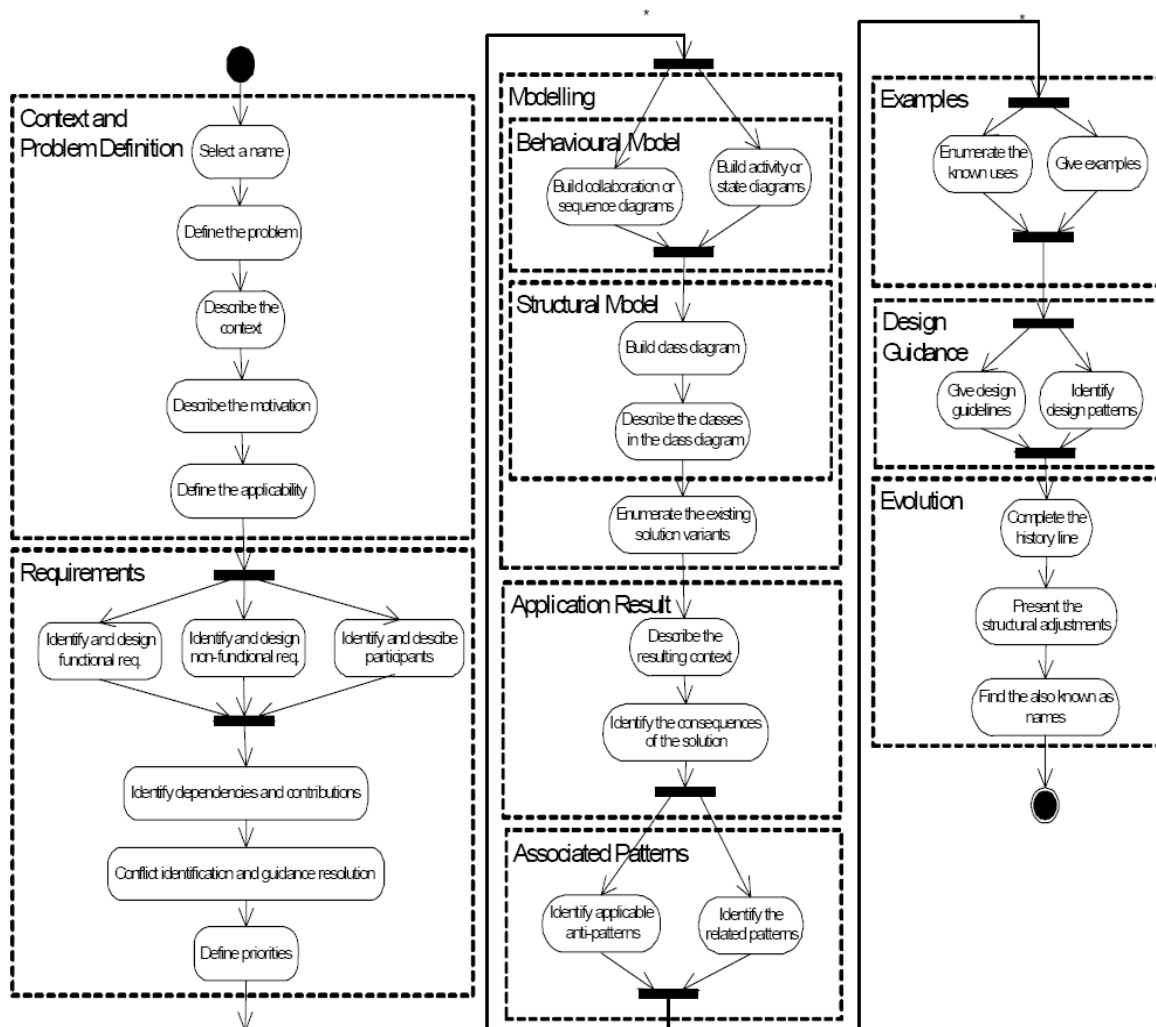 Context and
Problem Definition
Select a name
Define the problem
Describe the
context
Describe the motivation
Define the applicability
Requirements
Identify and design
functional req.
Identify and design
non-functional req.
Identify and descibe
participants
Identify dependencies and contributions
Conflict identification and guidance resolution
Define priorities
*
Modelling
Behavioural Model
Build collaboration or
sequence diagrams
Build activity or
state diagrams
Structural Model
Build class diagram
Describe the classes
in the class diagram
Enumerate the existing
solution variants
Application Result
Describe the
resulting context
Identify the consequences
of the solution
Associated Patterns
Identify applicable
anti-patterns
Identify the
related patterns
*
Examples
Enumerate the
known uses
Give examples
Design
Guidance
Give design
guidelines
Identify
design patterns
Evolution
Complete the
history line
Present the
structural adjustments
Find the also known as
names